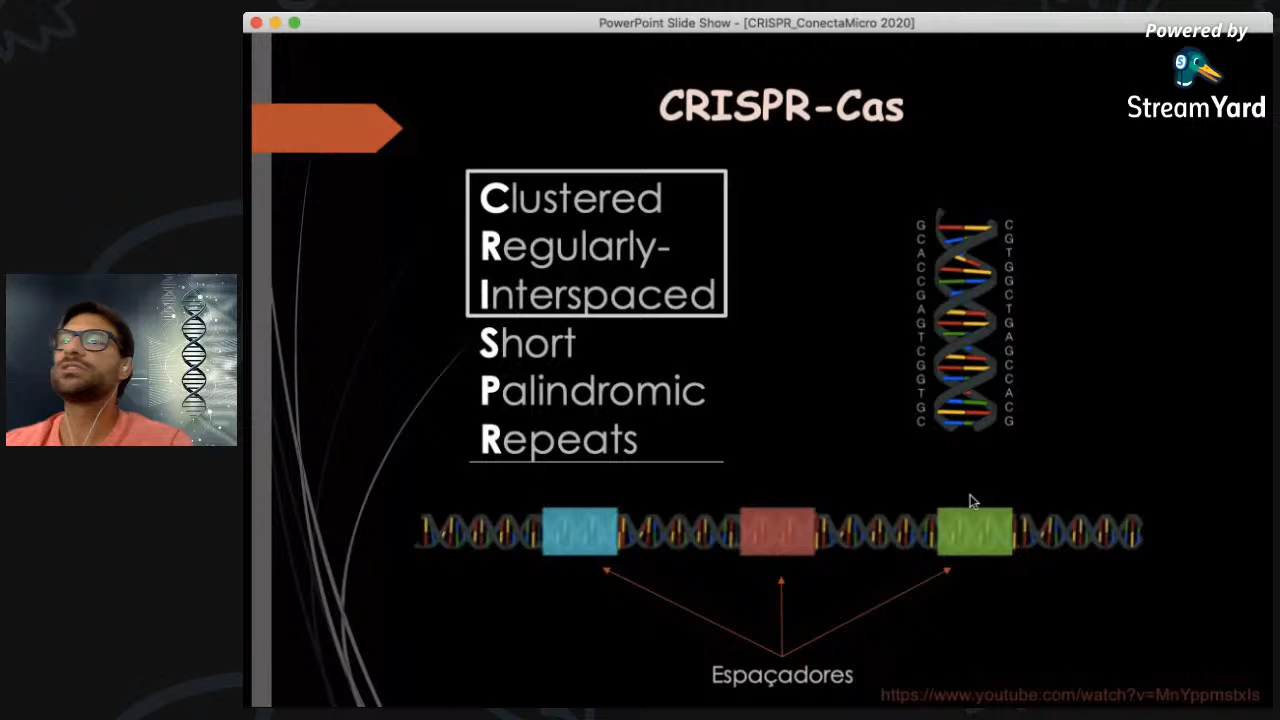 PowerPoint Slide Show - [CRISPR_ConectaMicro 2020]
Powered by
StreamYard
CRISPR-Cas
Clustered
Regularly-
Interspaced
Short
Palindromic
Repeats
G C
C G
A T
C G
C G
G C
A T
G G
T A
C G
G C
G C
T A
G C
C G
Espaçadores
https://www.youtube.com/watch?v=MnYppmstxIs